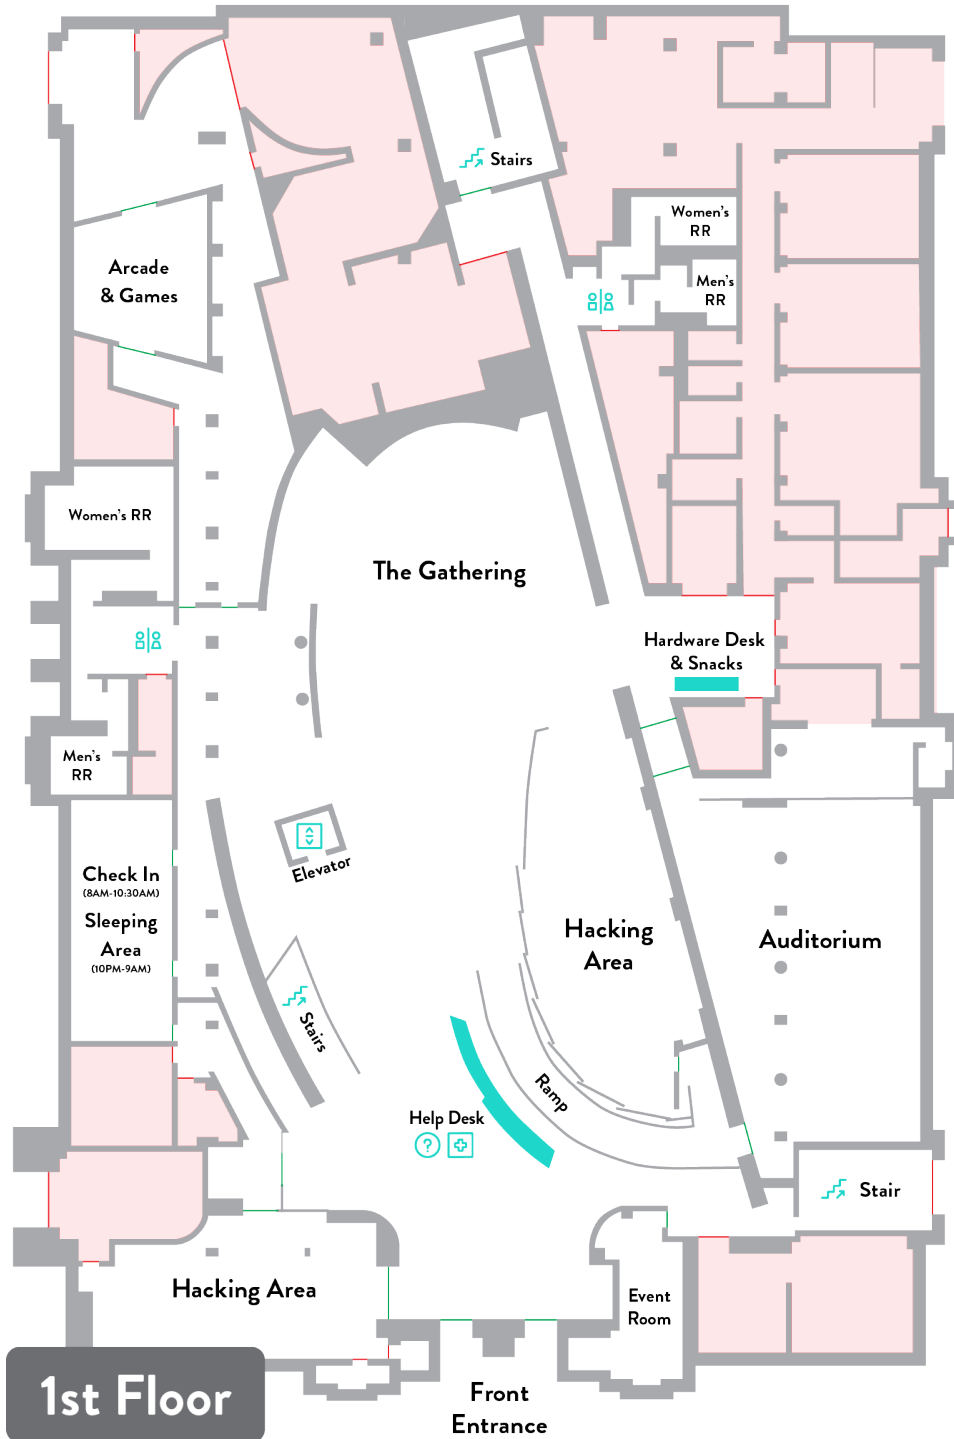 Stairs
Women's
RR
Men's
RR
Arcade
& Games
Women's RR
The Gathering
Hardware Desk
& Snacks
Men's
RR
Elevator
Check In
(8AM-10:30AM)
Sleeping
Area
(10PM-9AM)
Hacking
Area
Auditorium
Stairs
Ramp
Help Desk
?
Stair
Hacking Area
Event
Room
1st Floor
Front
Entrance